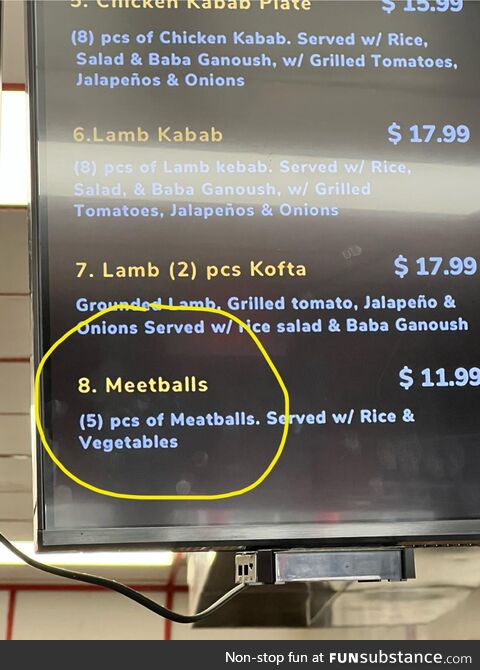 5. Chicken Kabab Plate $ 15.99
(8) pcs of Chicken Kabab. Served w/ Rice,
Salad & Baba Ganoush, w/ Grilled Tomatoes,
Jalapeños & Onions
6.Lamb Kabab $ 17.99
(8) pcs of Lamb kebab. Served w/ Rice,
Salad, & Baba Ganoush, w/ Grilled
Tomatoes, Jalapeños & Onions
7. Lamb (2) pcs Kofta $ 17.99
Grounded Lamb, Grilled tomato, Jalapeño &
Onions Served w/ rice salad & Baba Ganoush
8. Meetballs $ 11.99
(5) pcs of Meatballs. Served w/ Rice &
Vegetables
Non-stop fun at FUNsubstance.com